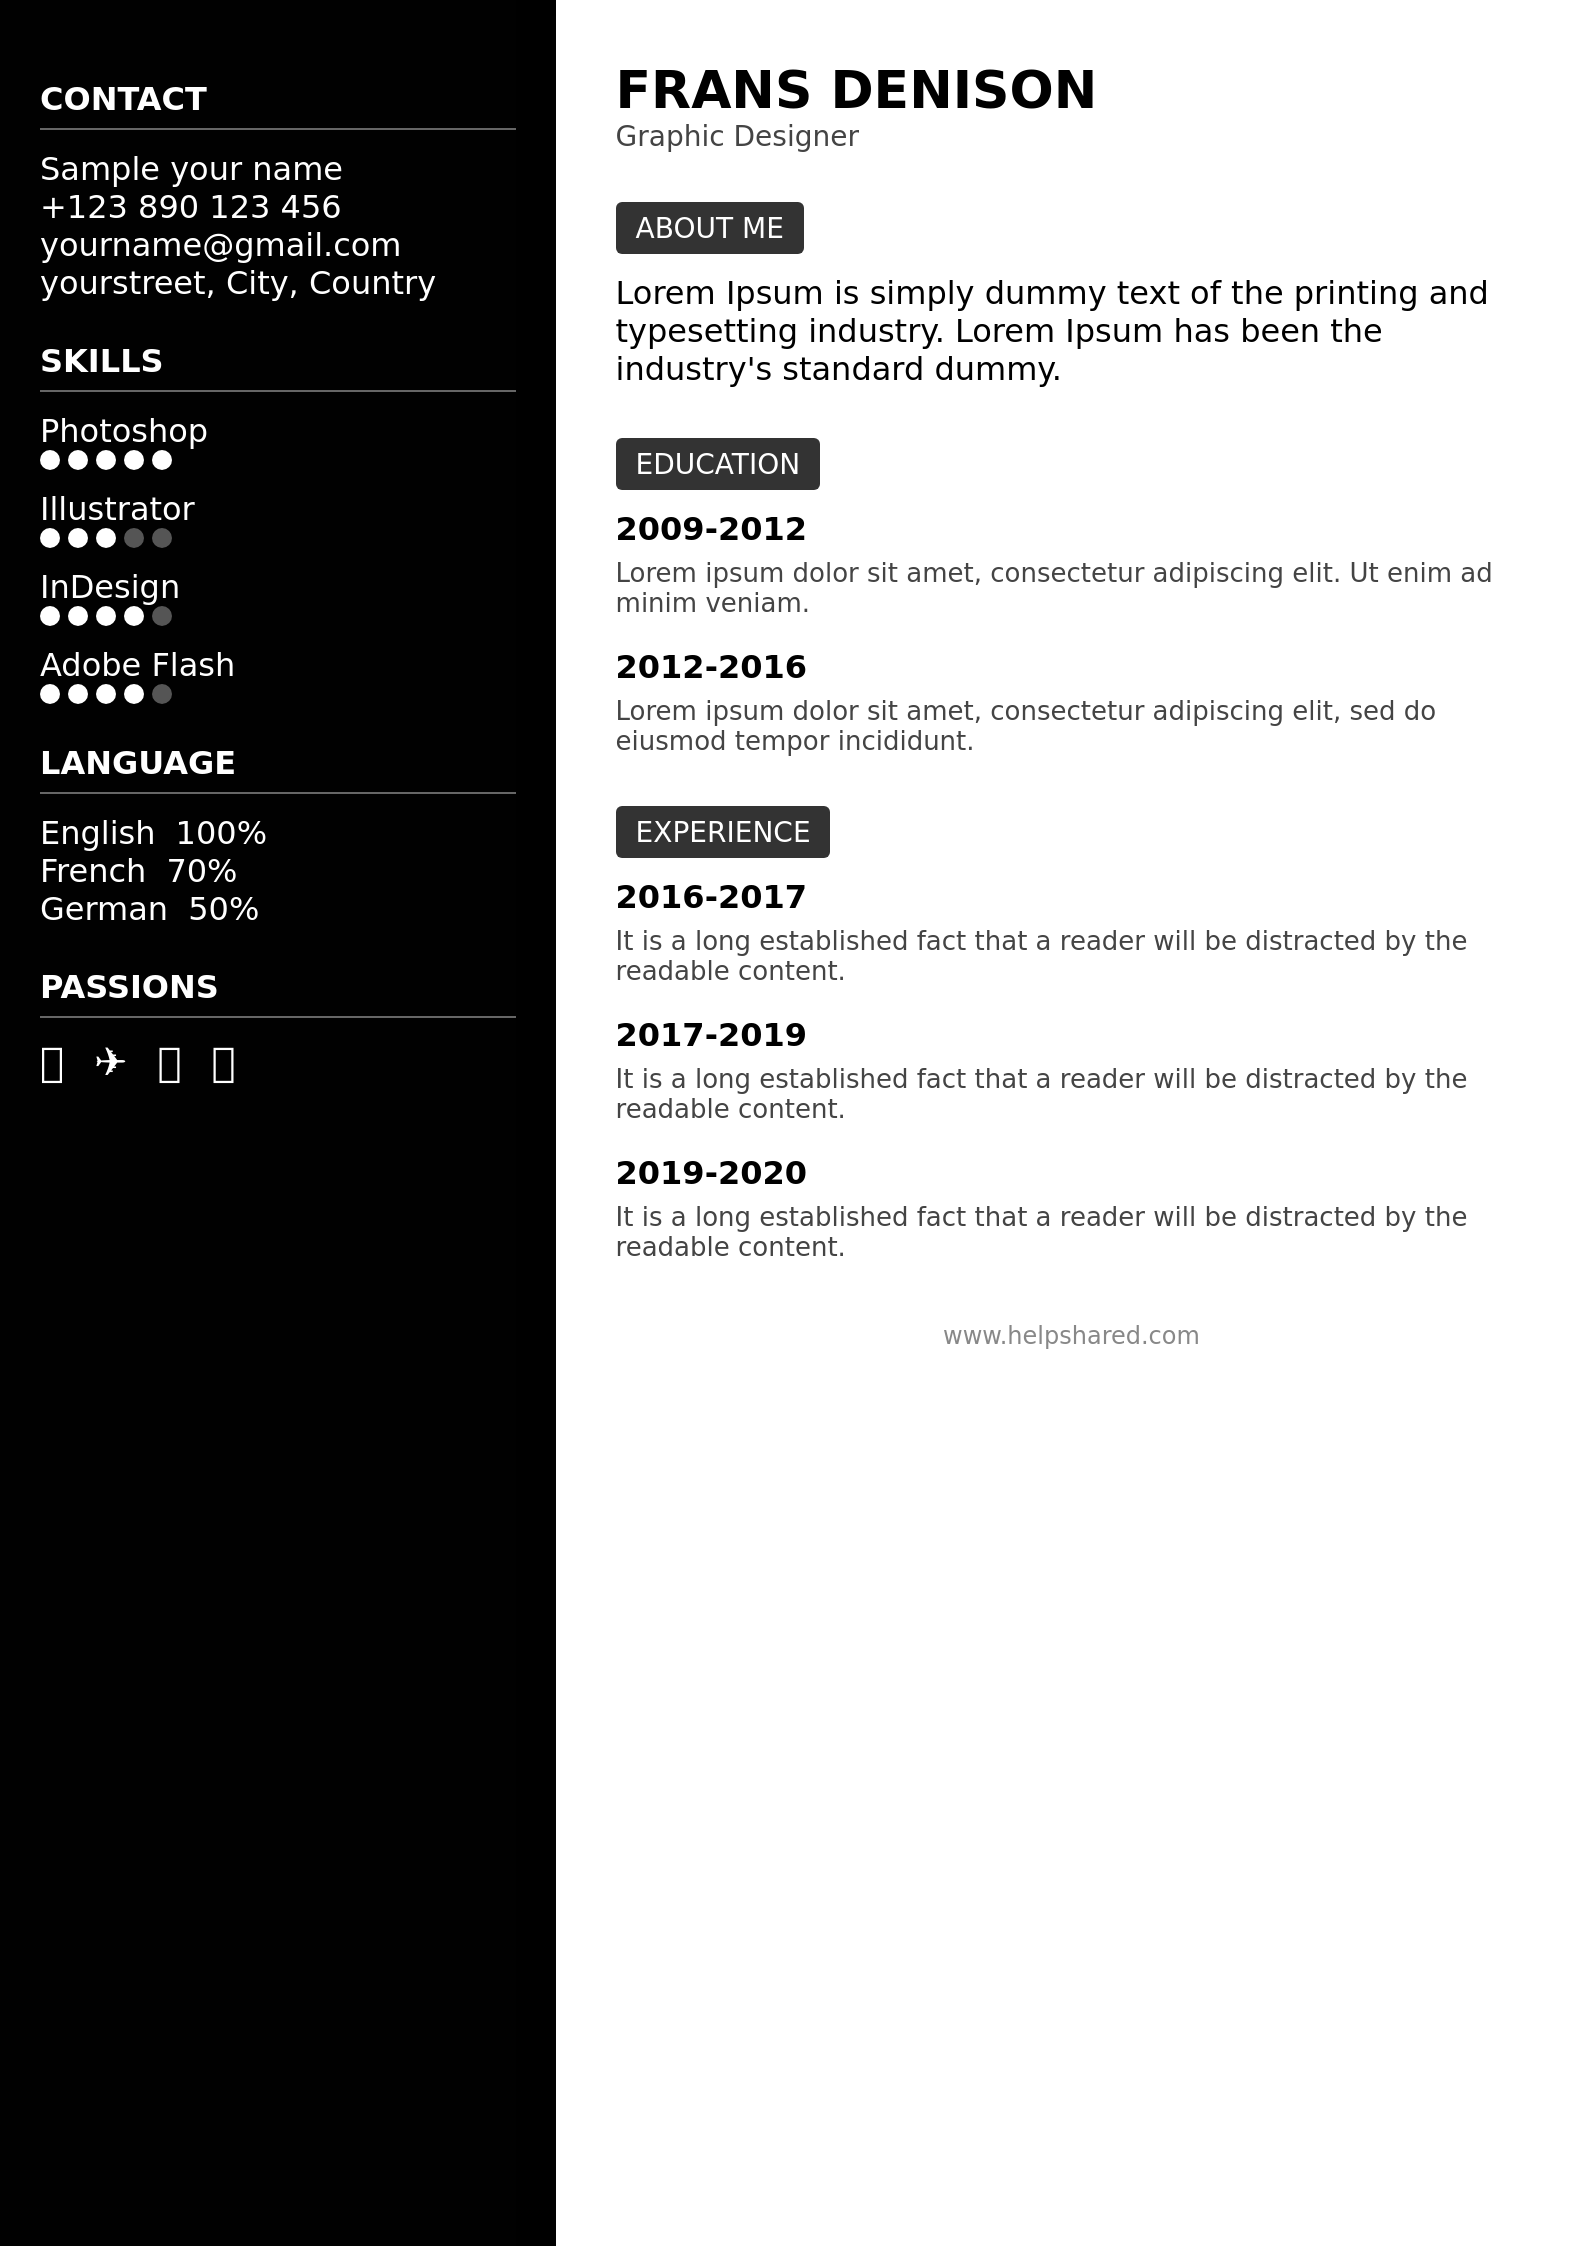 CONTACT
Sample your name
+123 890 123 456
yourname@gmail.com
yourstreet, City, Country
SKILLS
Photoshop
Illustrator
InDesign
Adobe Flash
LANGUAGE
English 100%
French 70%
German 50%
PASSIONS
FRANS DENISON
Graphic Designer
ABOUT ME
Lorem Ipsum is simply dummy text of the printing and
typesetting industry. Lorem Ipsum has been the
industry's standard dummy.
EDUCATION
2009-2012
Lorem ipsum dolor sit amet, consectetur adipiscing elit. Ut enim ad
minim veniam.
2012-2016
Lorem ipsum dolor sit amet, consectetur adipiscing elit, sed do
eiusmod tempor incididunt.
EXPERIENCE
2016-2017
It is a long established fact that a reader will be distracted by the
readable content.
2017-2019
It is a long established fact that a reader will be distracted by the
readable content.
2019-2020
It is a long established fact that a reader will be distracted by the
readable content.
www.helpshared.com